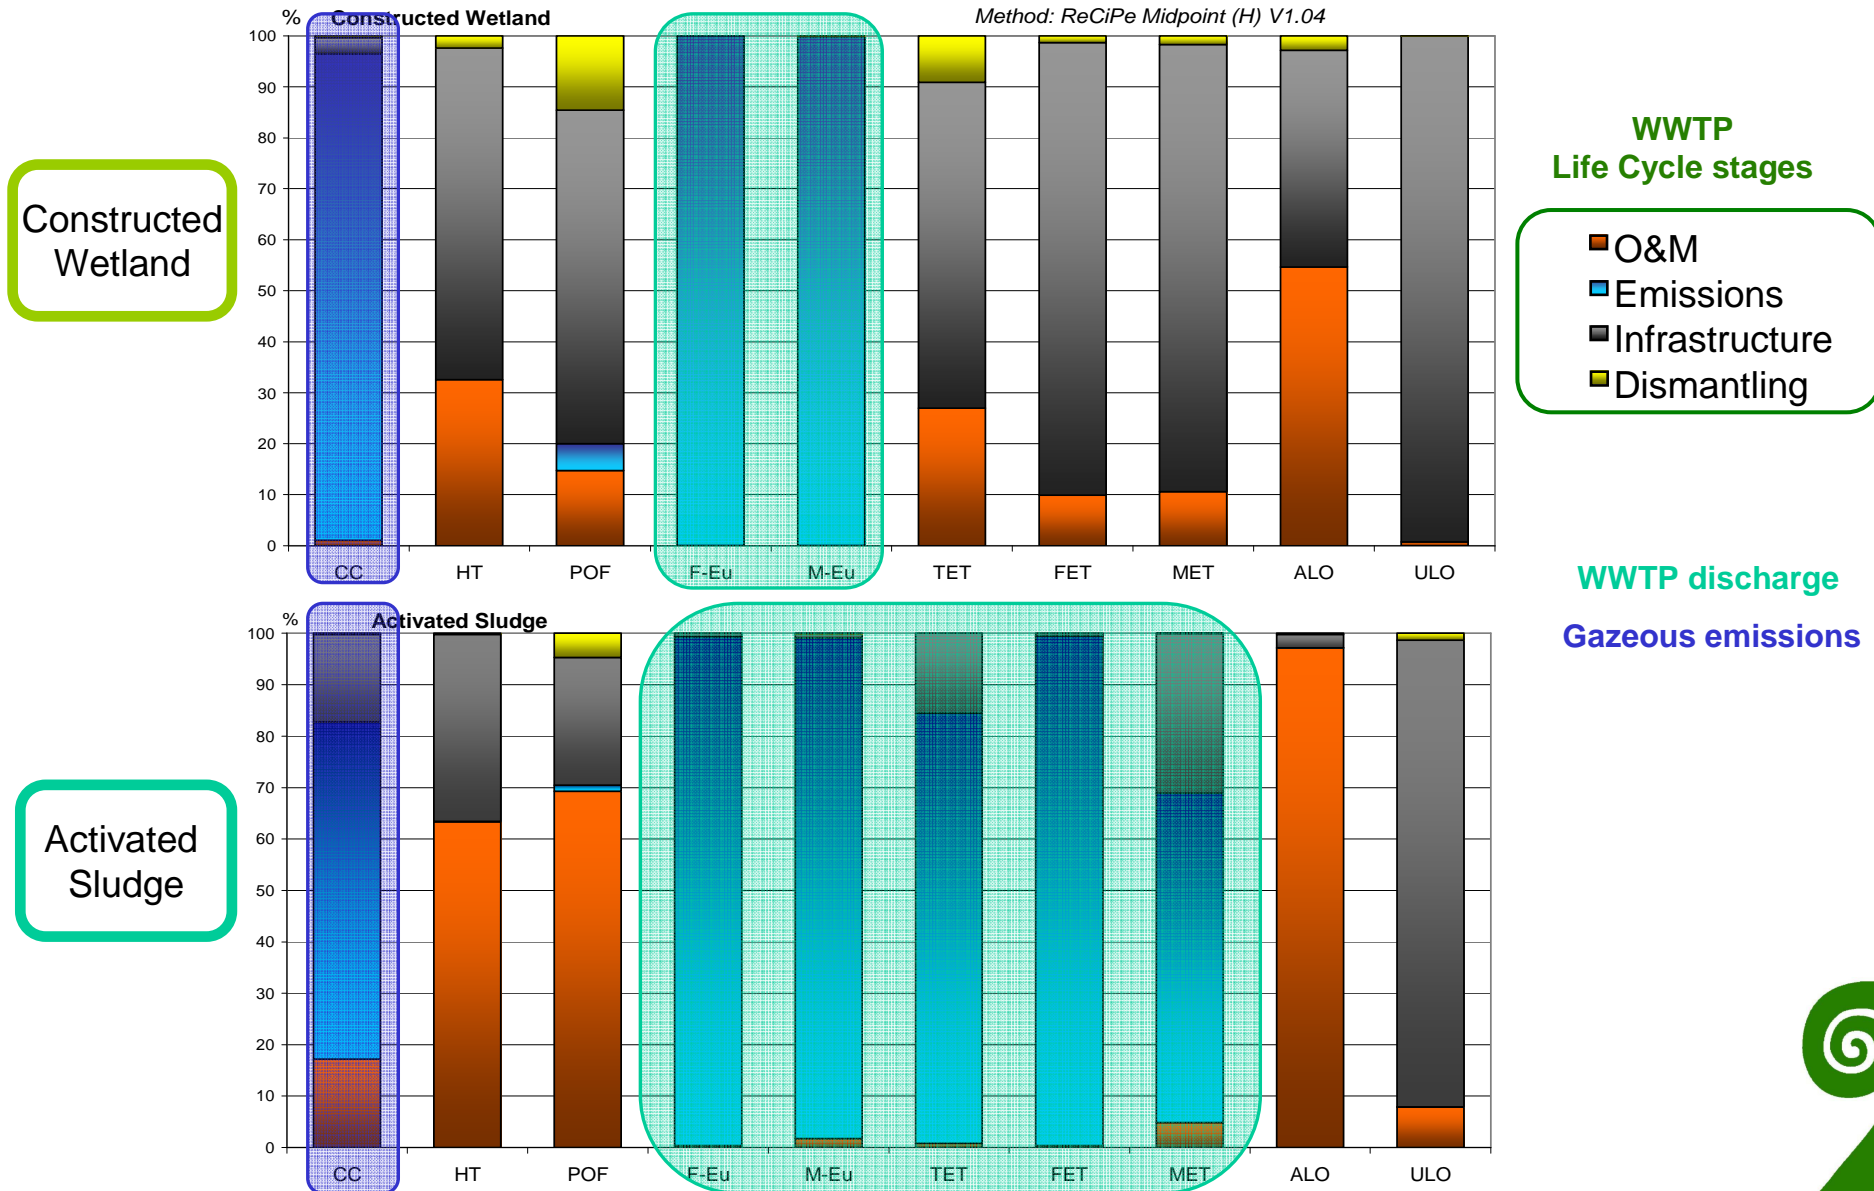 % Constructed Wetland Method: ReCiPe Midpoint (H) V1.04
100
90
80
70
60
50
40
30
20
10
0
CC HT POF F-Eu M-Eu TET FET MET ALO ULO
Constructed
Wetland
WWTP
Life Cycle stages
O&M
Emissions
Infrastructure
Dismantling
WWTP discharge
Gazeous emissions
% Activated Sludge
100
90
80
70
60
50
40
30
20
10
0
CC HT POF F-Eu M-Eu TET FET MET ALO ULO
Activated
Sludge